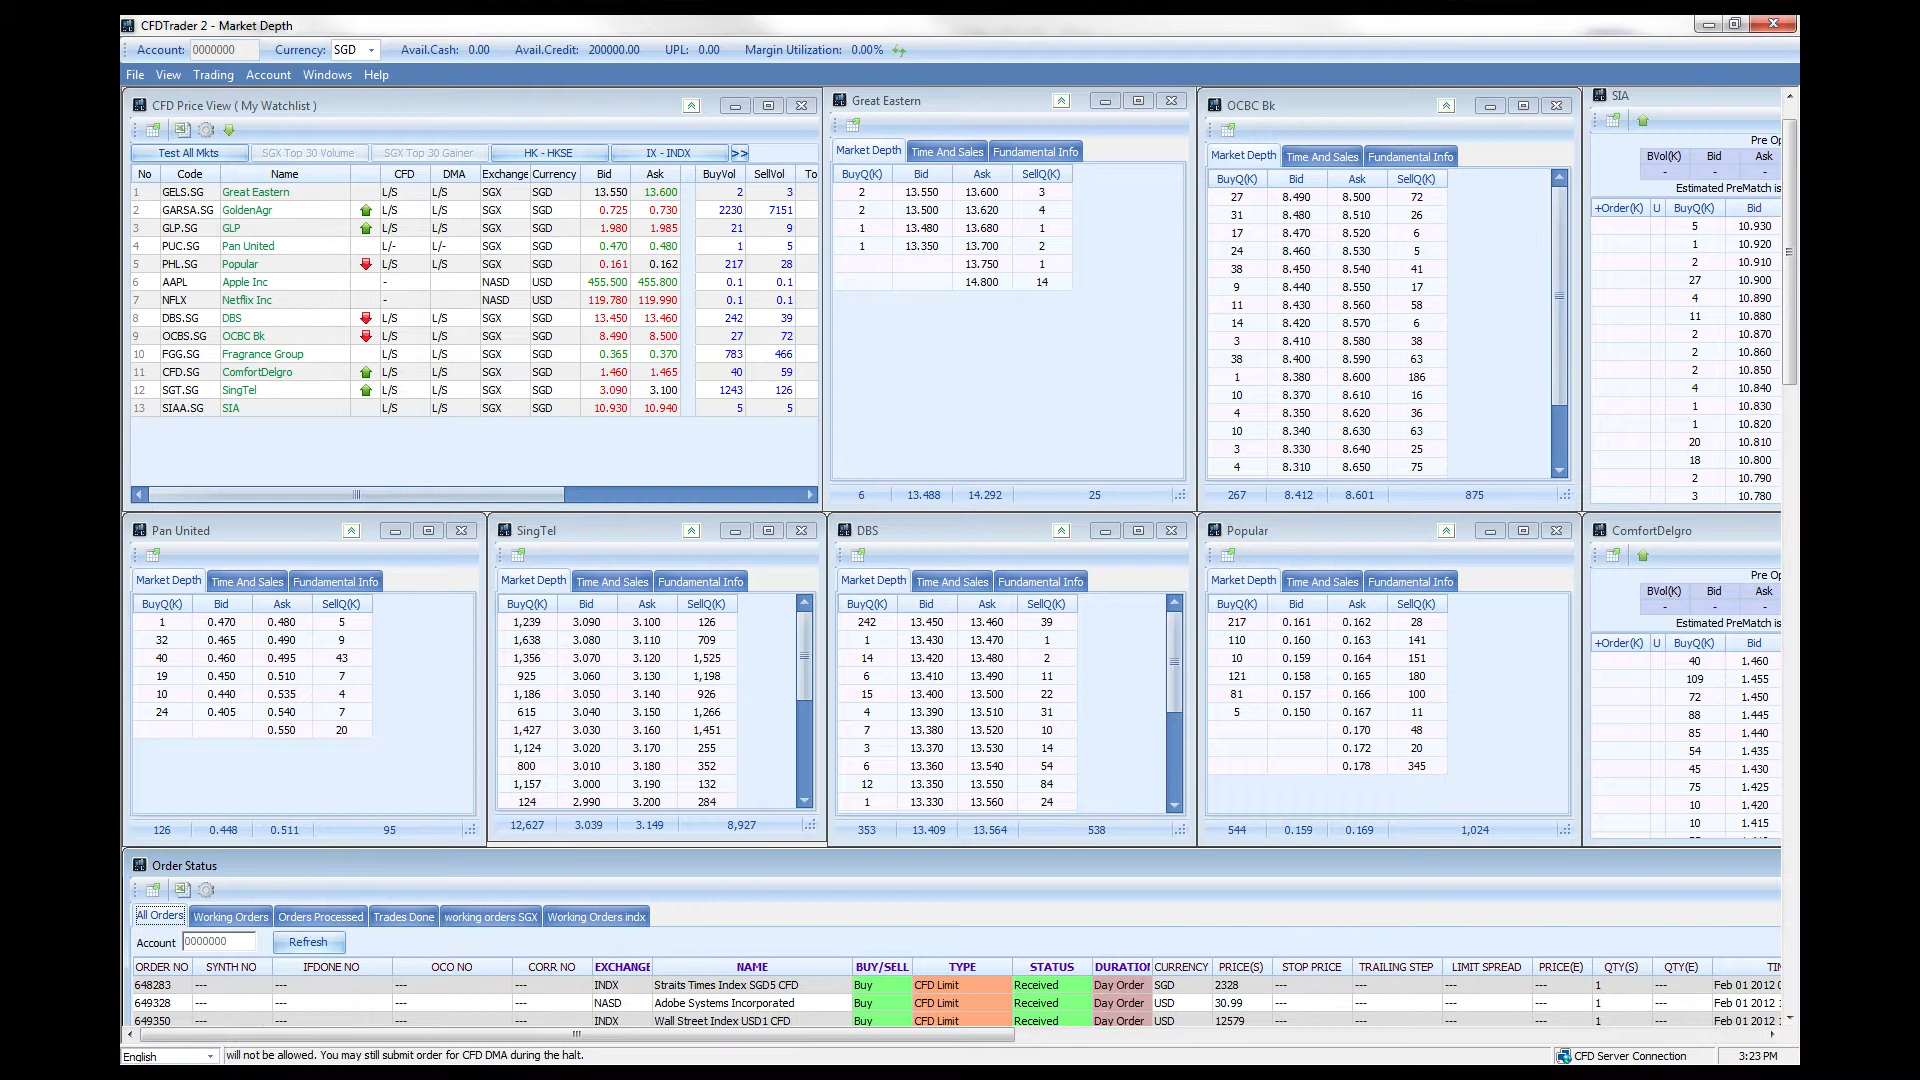 CFDTrader 2 - Market Depth
Account: 0000000 Currency: SGD Avail.Cash: 0.00 Avail.Credit: 200000.00 UPL: 0.00 Margin Utilization: 0.00%
File View Trading Account Windows Help
CFD Price View ( My Watchlist )
Test All Mkts SGX Top 30 Volume SGX Top 30 Gainer HK - HKSE IX - INDX >>
No Code Name CFD DMA Exchange Currency Bid Ask BuyVol SellVol To
1 GELS.SG Great Eastern L/S L/S SGX SGD 13.550 13.600 2 3
2 GARSA.SG GoldenAgr L/S L/S SGX SGD 0.725 0.730 2230 7151
3 GLP.SG GLP L/S L/S SGX SGD 1.980 1.985 21 9
4 PUC.SG Pan United L/- L/- SGX SGD 0.470 0.480 1 5
5 PHL.SG Popular L/S L/S SGX SGD 0.161 0.162 217 28
6 AAPL Apple Inc - NASD USD 455.500 455.800 0.1 0.1
7 NFLX Netflix Inc - NASD USD 119.780 119.990 0.1 0.1
8 DBS.SG DBS L/S L/S SGX SGD 13.450 13.460 242 39
9 OCBS.SG OCBC Bk L/S L/S SGX SGD 8.490 8.500 27 72
10 FGG.SG Fragrance Group L/S L/S SGX SGD 0.365 0.370 783 466
11 CFD.SG ComfortDelgro L/S L/S SGX SGD 1.460 1.465 40 59
12 SGT.SG SingTel L/S L/S SGX SGD 3.090 3.100 1243 126
13 SIAA.SG SIA L/S L/S SGX SGD 10.930 10.940 5 5
Great Eastern
Market Depth Time And Sales Fundamental Info
BuyQ(K) Bid Ask SellQ(K)
2 13.550 13.600 3
2 13.500 13.620 4
1 13.480 13.680 1
1 13.350 13.700 2
13.750 1
14.800 14
6 13.488 14.292 25
OCBC Bk
Market Depth Time And Sales Fundamental Info
BuyQ(K) Bid Ask SellQ(K)
27 8.490 8.500 72
31 8.480 8.510 26
17 8.470 8.520 6
24 8.460 8.530 5
38 8.450 8.540 41
9 8.440 8.550 17
11 8.430 8.560 58
14 8.420 8.570 6
3 8.410 8.580 38
38 8.400 8.590 63
1 8.380 8.600 186
10 8.370 8.610 16
4 8.350 8.620 36
10 8.340 8.630 63
3 8.330 8.640 25
4 8.310 8.650 75
267 8.412 8.601 875
SIA
Pre Op
BVol(K) Bid Ask
- - -
Estimated PreMatch is
+Order(K) U BuyQ(K) Bid
5 10.930
1 10.920
2 10.910
27 10.900
4 10.890
11 10.880
2 10.870
2 10.860
2 10.850
4 10.840
1 10.830
1 10.820
20 10.810
18 10.800
2 10.790
3 10.780
Pan United
Market Depth Time And Sales Fundamental Info
BuyQ(K) Bid Ask SellQ(K)
1 0.470 0.480 5
32 0.465 0.490 9
40 0.460 0.495 43
19 0.450 0.510 7
10 0.440 0.535 4
24 0.405 0.540 7
0.550 20
126 0.448 0.511 95
SingTel
Market Depth Time And Sales Fundamental Info
BuyQ(K) Bid Ask SellQ(K)
1,239 3.090 3.100 126
1,638 3.080 3.110 709
1,356 3.070 3.120 1,525
925 3.060 3.130 1,198
1,186 3.050 3.140 926
615 3.040 3.150 1,266
1,427 3.030 3.160 1,451
1,124 3.020 3.170 255
800 3.010 3.180 352
1,157 3.000 3.190 132
124 2.990 3.200 284
12,627 3.039 3.149 8,927
DBS
Market Depth Time And Sales Fundamental Info
BuyQ(K) Bid Ask SellQ(K)
242 13.450 13.460 39
1 13.430 13.470 1
14 13.420 13.480 2
6 13.410 13.490 11
15 13.400 13.500 22
4 13.390 13.510 31
7 13.380 13.520 10
3 13.370 13.530 14
6 13.360 13.540 54
12 13.350 13.550 84
1 13.330 13.560 24
353 13.409 13.564 538
Popular
Market Depth Time And Sales Fundamental Info
BuyQ(K) Bid Ask SellQ(K)
217 0.161 0.162 28
110 0.160 0.163 141
10 0.159 0.164 151
121 0.158 0.165 180
81 0.157 0.166 100
5 0.150 0.167 11
0.170 48
0.172 20
0.178 345
544 0.159 0.169 1,024
ComfortDelgro
Pre Op
BVol(K) Bid Ask
- - -
Estimated PreMatch is
+Order(K) U BuyQ(K) Bid
40 1.460
109 1.455
72 1.450
88 1.445
85 1.440
54 1.435
45 1.430
75 1.425
10 1.420
10 1.415
Order Status
All Orders Working Orders Orders Processed Trades Done working orders SGX Working Orders indx
Account 0000000 Refresh
ORDER NO SYNTH NO IFDONE NO OCO NO CORR NO EXCHANGE NAME BUY/SELL TYPE STATUS DURATIO CURRENCY PRICE(S) STOP PRICE TRAILING STEP LIMIT SPREAD PRICE(E) QTY(S) QTY(E) TI
648283 --- --- --- --- INDX Straits Times Index SGD5 CFD Buy CFD Limit Received Day Order SGD 2328 --- --- --- --- 1 --- Feb 01 2012 0
649328 --- --- --- --- NASD Adobe Systems Incorporated Buy CFD Limit Received Day Order USD 30.99 --- --- --- --- 1 --- Feb 01 2012 0
649350 --- --- --- --- INDX Wall Street Index USD1 CFD Buy CFD Limit Received Day Order USD 12579 --- --- --- --- 1 --- Feb 01 2012
English will not be allowed. You may still submit order for CFD DMA during the halt. CFD Server Connection 3:23 PM